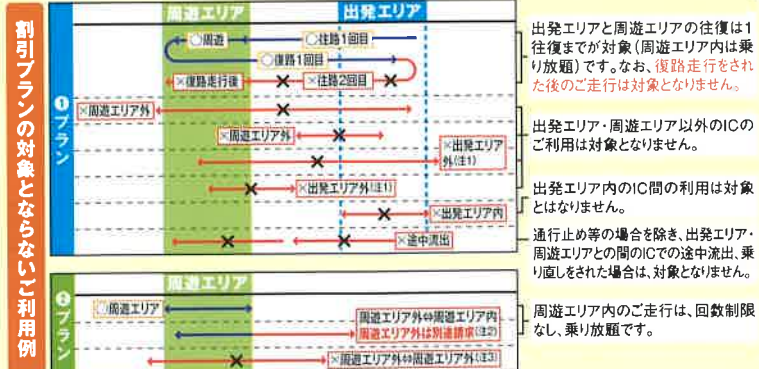 割引プランの対象とならないご利用例
❶プラン
周遊エリア
出発エリア
○周遊
○往路1回目
○復路1回目
×復路走行後
×往路2回目
×周遊エリア外
×周遊エリア外
×出発エリア
外(注1)
×出発エリア外(注1)
×出発エリア内
×途中流出
出発エリアと周遊エリアの往復は1
往復までが対象(周遊エリア内は乗
り放題)です。なお、復路走行をされ
た後のご走行は対象となりません。
出発エリア・周遊エリア以外のICの
ご利用は対象となりません。
出発エリア内のIC間の利用は対象
とはなりません。
通行止め等の場合を除き、出発エリア・
周遊エリアとの間のICでの途中流出、乗
り直しをされた場合は、対象となりません。
❷プラン
周遊エリア
○周遊エリア
周遊エリア外⇔周遊エリア内
周遊エリア外は別途請求(注2)
×周遊エリア外⇔周遊エリア外(注3)
周遊エリア内のご走行は、回数制限
なし、乗り放題です。